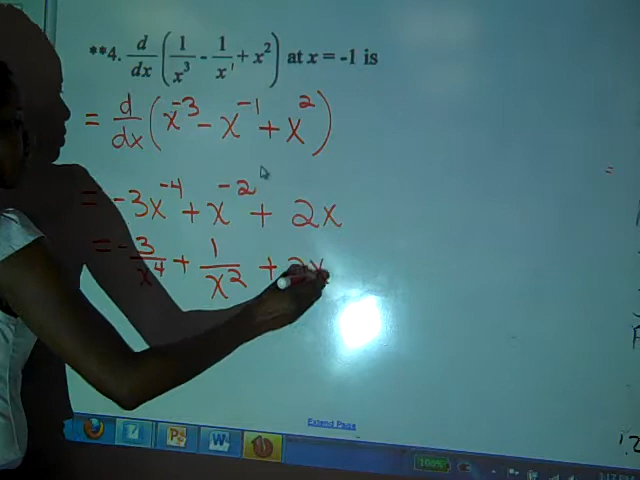 **4. d/dx (1/x³ - 1/x + x²) at x = -1 is
= d/dx (x⁻³ - x⁻¹ + x²)
= -3x⁻⁴ + x⁻² + 2x
= -3/x⁴ + 1/x² + 2x
=
Extend Page
100%